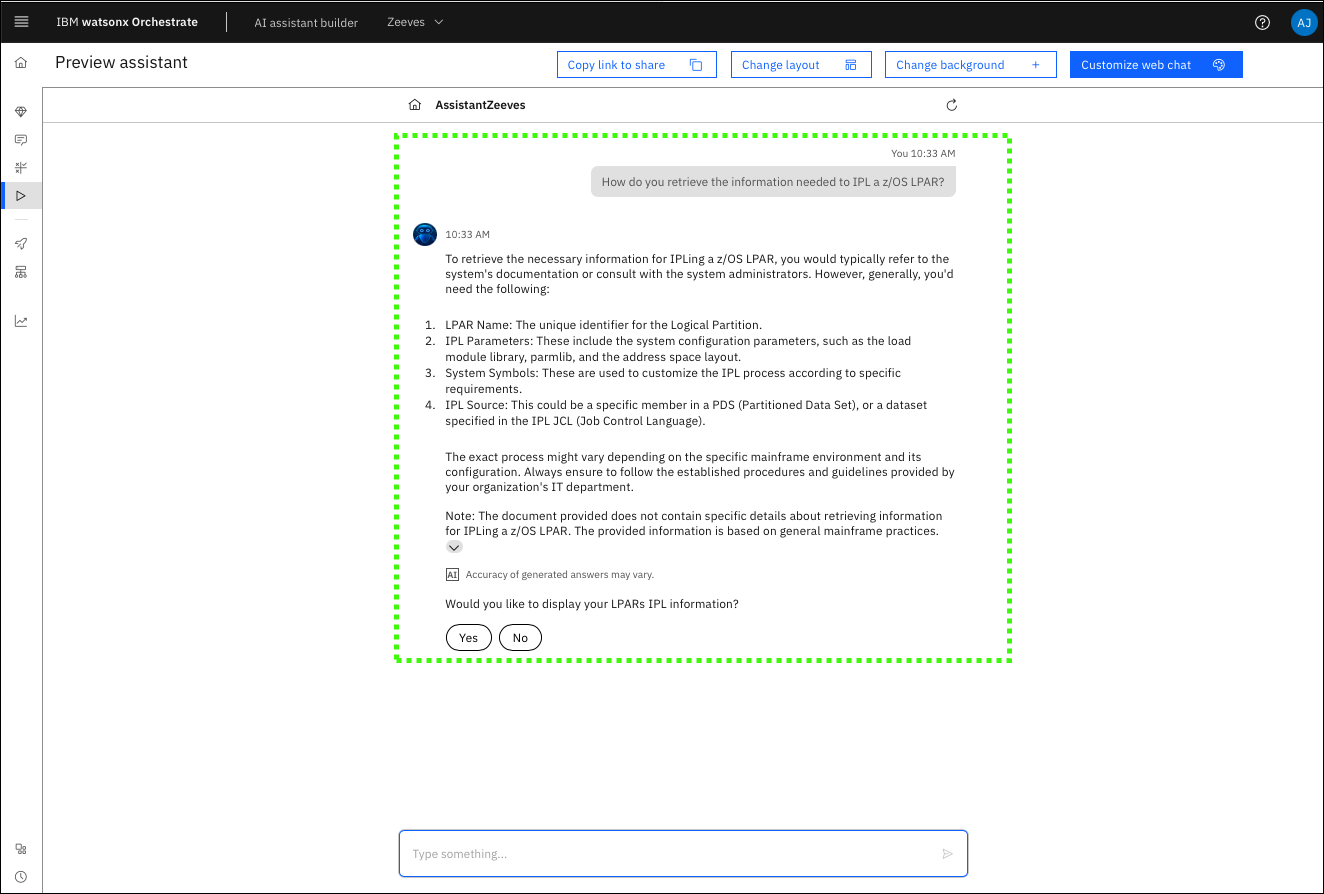 IBM watsonx Orchestrate AI assistant builder Zeeves AJ
Preview assistant
Copy link to share Change layout Change background + Customize web chat
AssistantZeeves
You 10:33 AM
How do you retrieve the information needed to IPL a z/OS LPAR?
10:33 AM
To retrieve the necessary information for IPLing a z/OS LPAR, you would typically refer to the
system's documentation or consult with the system administrators. However, generally, you'd
need the following:
1. LPAR Name: The unique identifier for the Logical Partition.
2. IPL Parameters: These include the system configuration parameters, such as the load
module library, parmlib, and the address space layout.
3. System Symbols: These are used to customize the IPL process according to specific
requirements.
4. IPL Source: This could be a specific member in a PDS (Partitioned Data Set), or a dataset
specified in the IPL JCL (Job Control Language).
The exact process might vary depending on the specific mainframe environment and its
configuration. Always ensure to follow the established procedures and guidelines provided by
your organization's IT department.
Note: The document provided does not contain specific details about retrieving information
for IPLing a z/OS LPAR. The provided information is based on general mainframe practices.
AI Accuracy of generated answers may vary.
Would you like to display your LPARs IPL information?
Yes No
Type something...